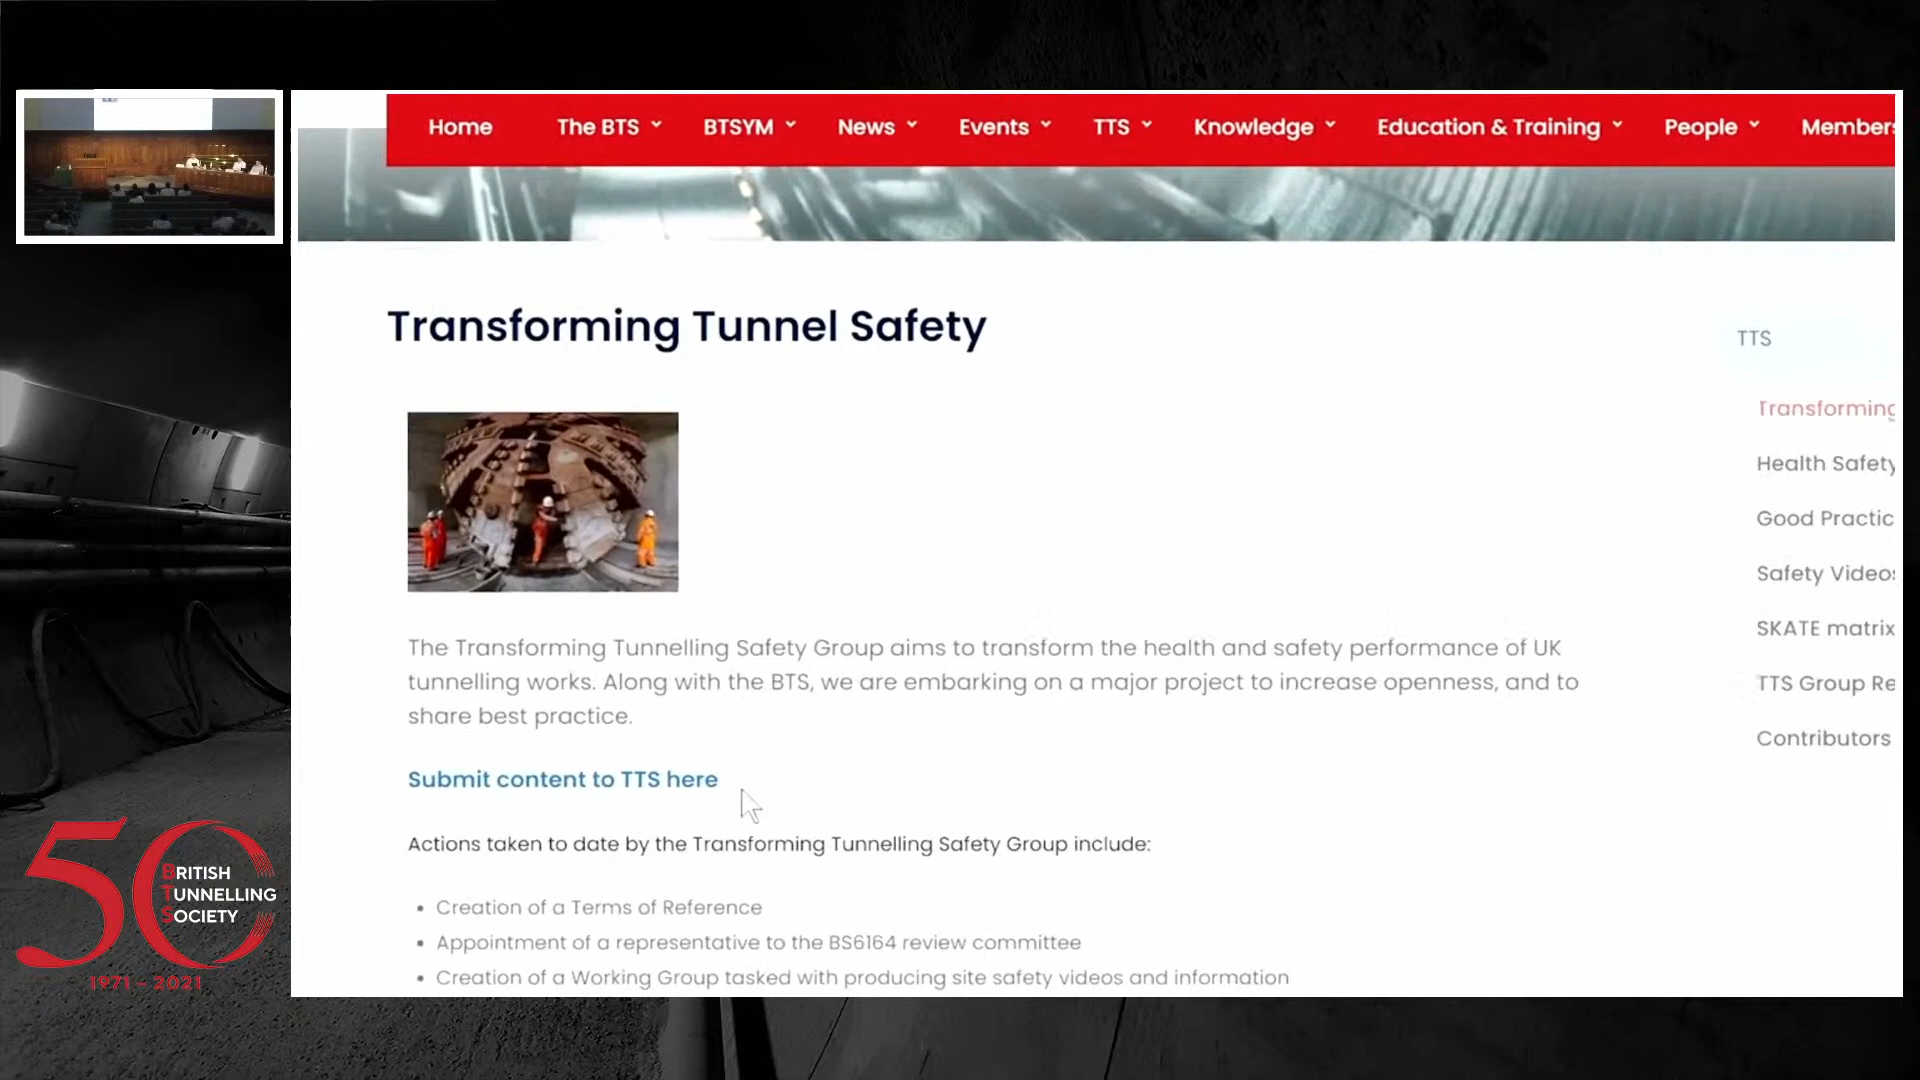 Home The BTS BTSYM News Events TTS Knowledge Education & Training People Members
Transforming Tunnel Safety
TTS
Transforming
Health Safety
Good Practic
Safety Videos
SKATE matrix
TTS Group Re
Contributors
The Transforming Tunnelling Safety Group aims to transform the health and safety performance of UK
tunnelling works. Along with the BTS, we are embarking on a major project to increase openness, and to
share best practice.
Submit content to TTS here
Actions taken to date by the Transforming Tunnelling Safety Group include:
• Creation of a Terms of Reference
• Appointment of a representative to the BS6164 review committee
• Creation of a Working Group tasked with producing site safety videos and information
50
BRITISH
TUNNELLING
SOCIETY
1971 – 2021